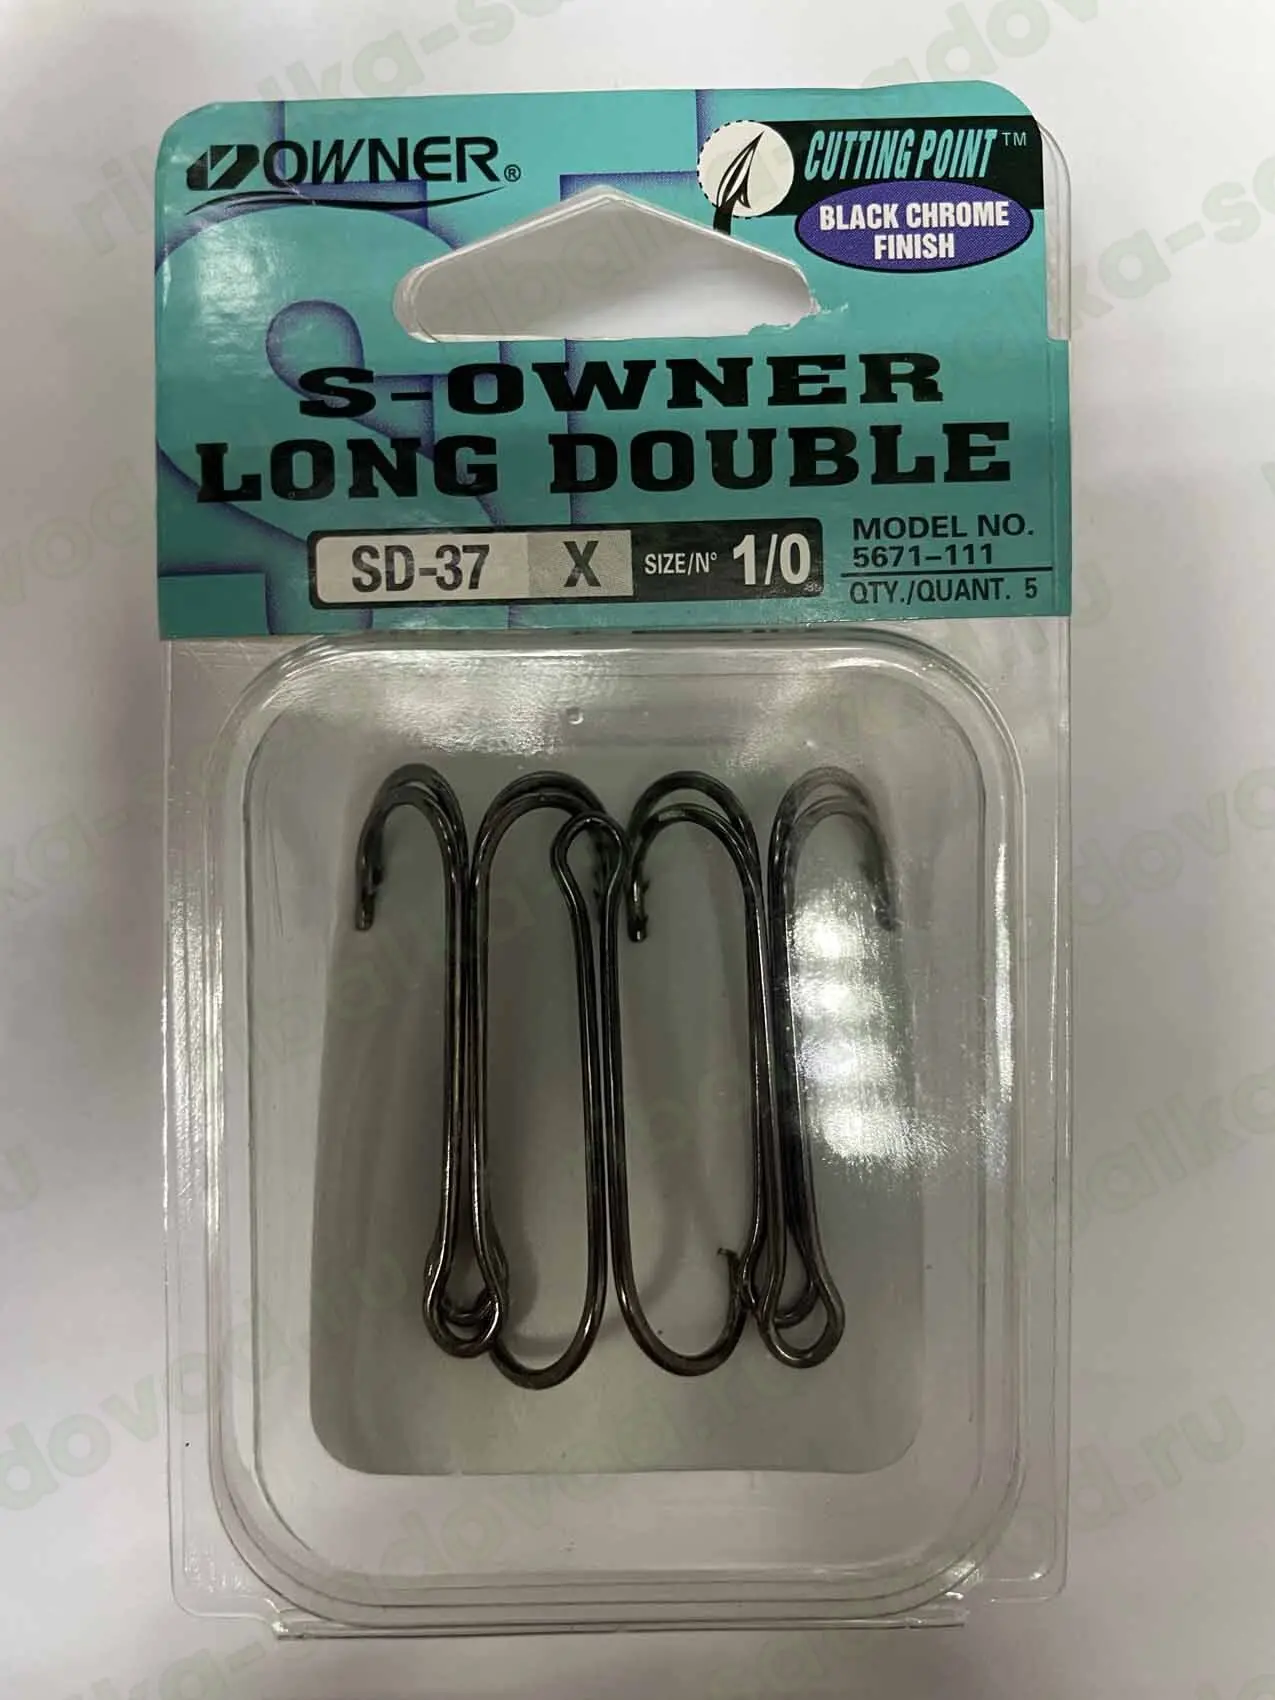 OWNER®
CUTTING POINT™
BLACK CHROME
FINISH
S-OWNER
LONG DOUBLE
SD-37 X SIZE/N° 1/0
MODEL NO.
5671-111
QTY./QUANT. 5